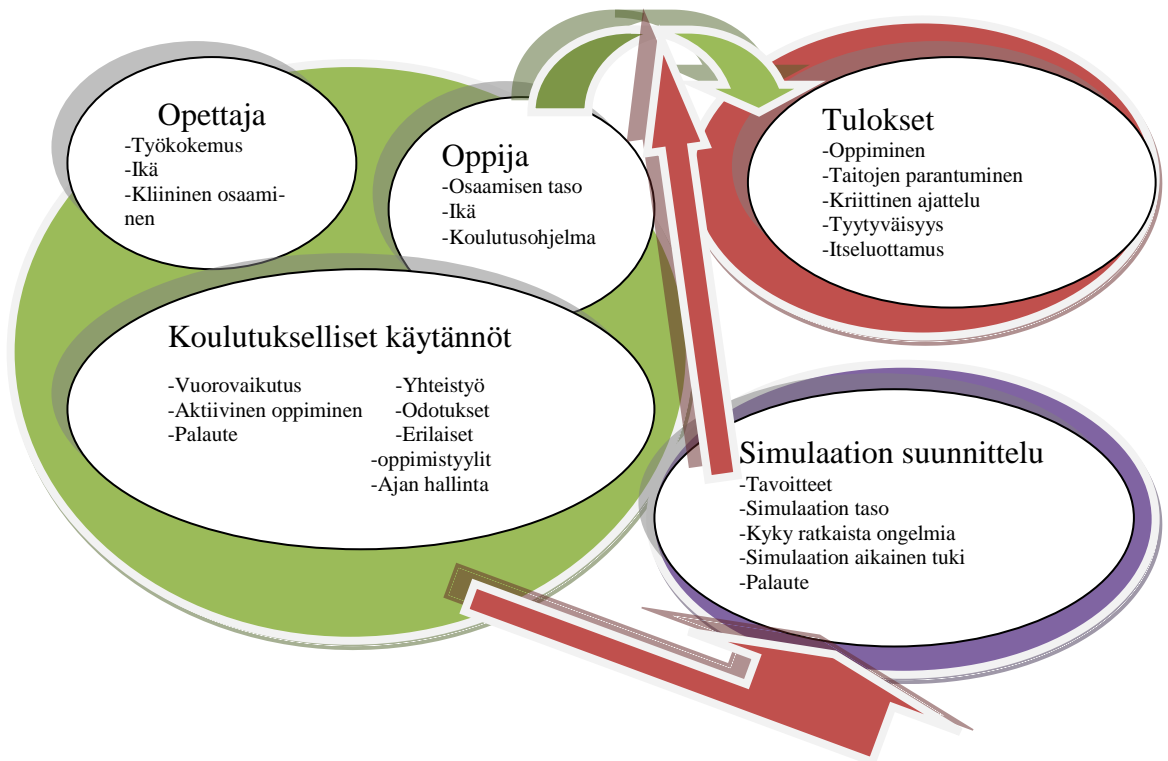 Opettaja
-Työkokemus
-Ikä
-Kliininen osaami-
nen
Oppija
-Osaamisen taso
-Ikä
-Koulutusohjelma
Tulokset
-Oppiminen
-Taitojen parantuminen
-Kriittinen ajattelu
-Tyytyväisyys
-Itseluottamus
Koulutukselliset käytännöt
-Vuorovaikutus
-Aktiivinen oppiminen
-Palaute
-Yhteistyö
-Odotukset
-Erilaiset
-oppimistyylit
-Ajan hallinta
Simulaation suunnittelu
-Tavoitteet
-Simulaation taso
-Kyky ratkaista ongelmia
-Simulaation aikainen tuki
-Palaute